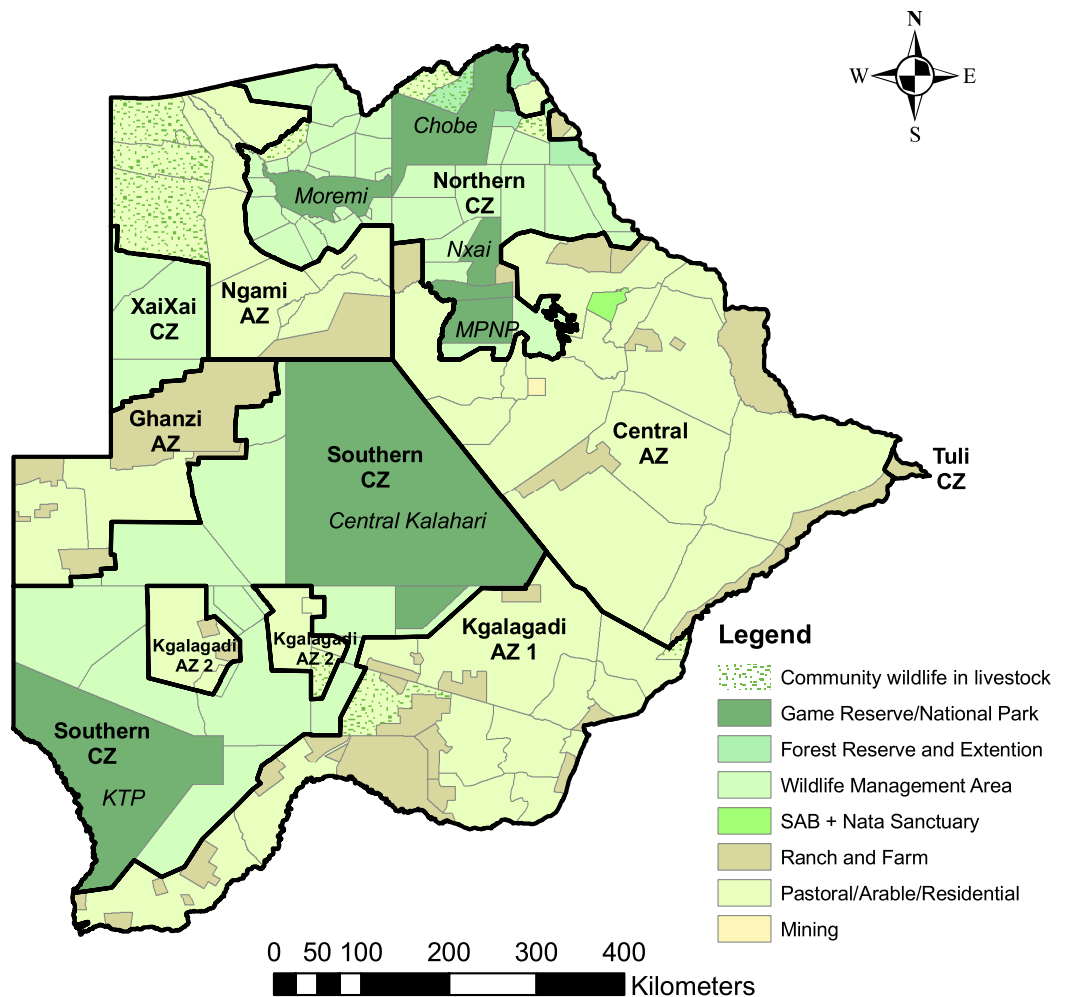 N
W
E
S
Chobe
Moremi
Northern
CZ
Nxai
XaiXai
CZ
Ngami
AZ
MPNP
Ghanzi
AZ
Southern
CZ
Central Kalahari
Central
AZ
Tuli
CZ
Kgalagadi
AZ 2
Kgalagadi
AZ 2
Kgalagadi
AZ 1
Southern
CZ
KTP
Legend
Community wildlife in livestock
Game Reserve/National Park
Forest Reserve and Extention
Wildlife Management Area
SAB + Nata Sanctuary
Ranch and Farm
Pastoral/Arable/Residential
Mining
0 50 100 200 300 400
Kilometers